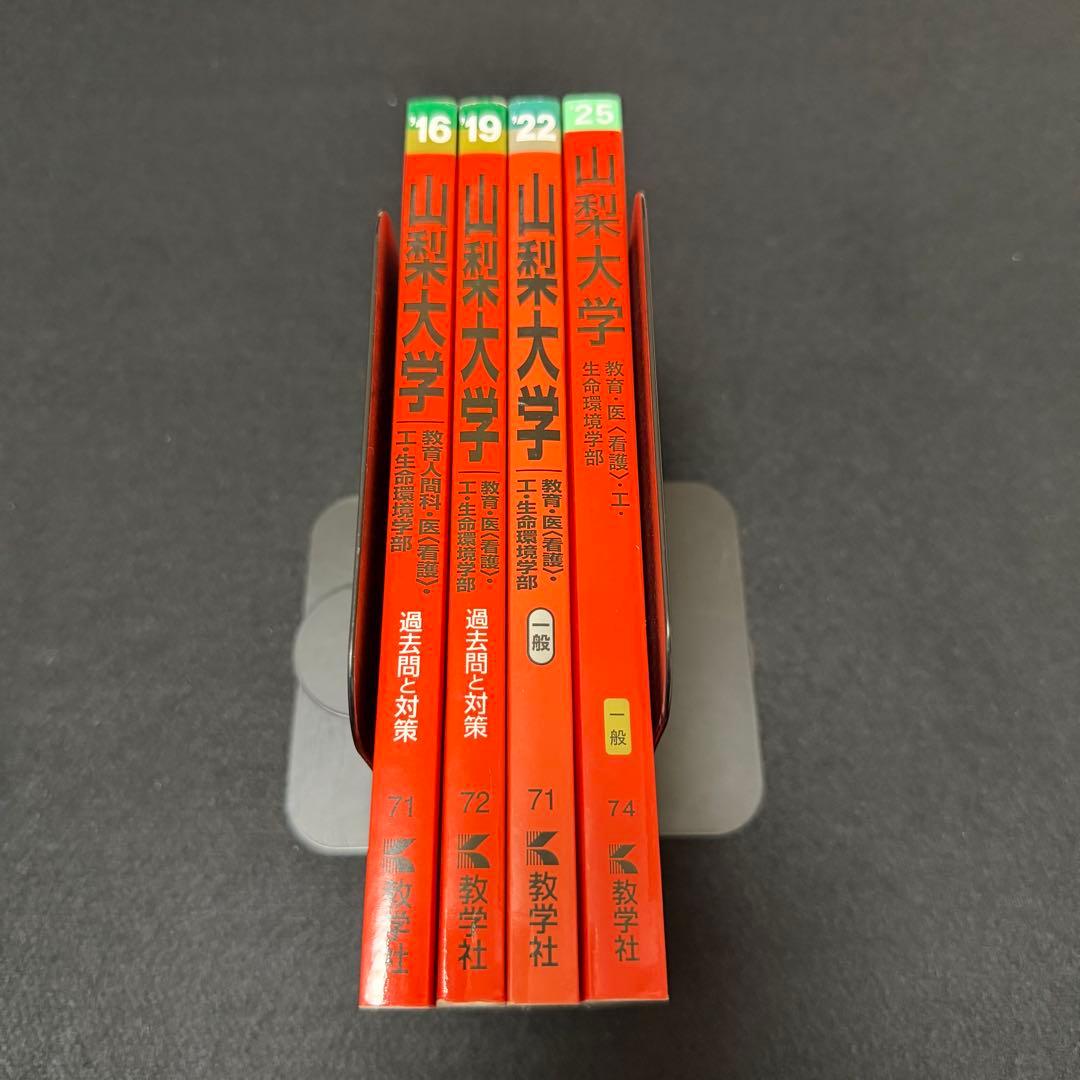 '16
山梨大学
教育人間科・医〈看護〉・
工・生命環境学部
過去問と対策
71
教学社
'19
山梨大学
教育・医〈看護〉・
工・生命環境学部
過去問と対策
72
教学社
'22
山梨大学
教育・医〈看護〉・
工・生命環境学部
一般
71
教学社
'25
山梨大学
教育・医〈看護〉・工・
生命環境学部
一般
74
教学社